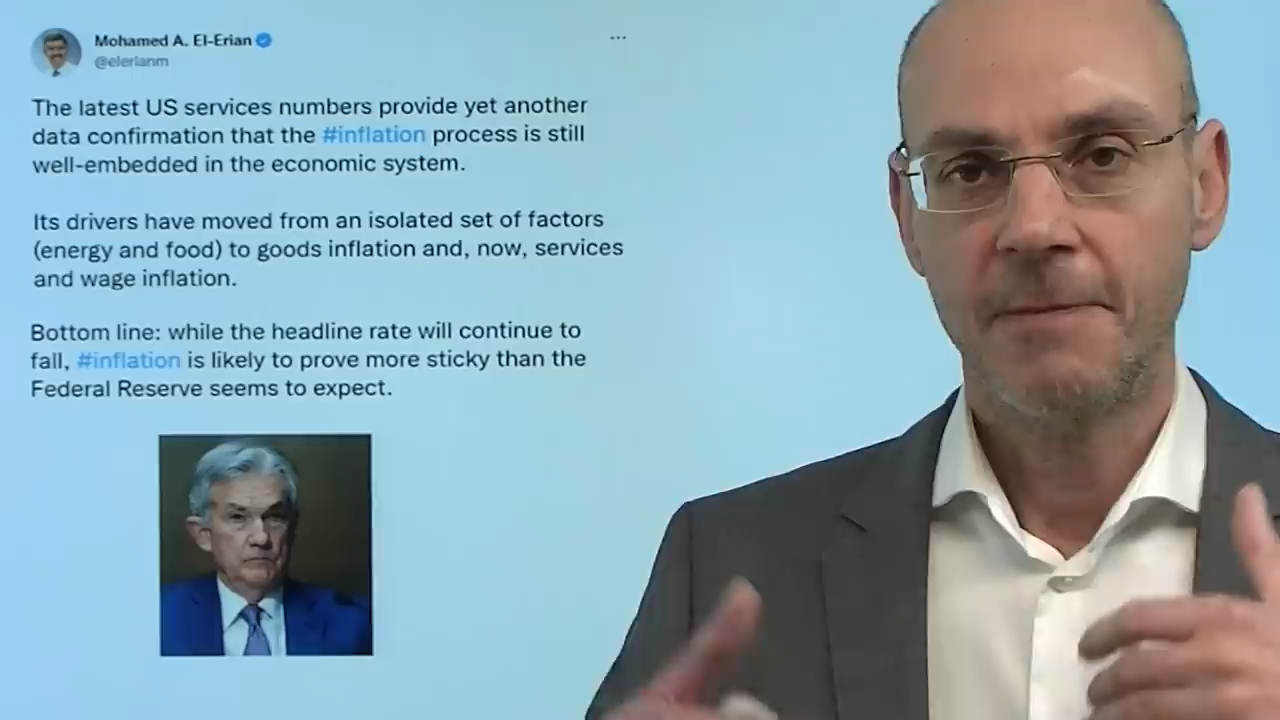 Mohamed A. El-Erian
@elerianm
...
The latest US services numbers provide yet another
data confirmation that the #inflation process is still
well-embedded in the economic system.
Its drivers have moved from an isolated set of factors
(energy and food) to goods inflation and, now, services
and wage inflation.
Bottom line: while the headline rate will continue to
fall, #inflation is likely to prove more sticky than the
Federal Reserve seems to expect.